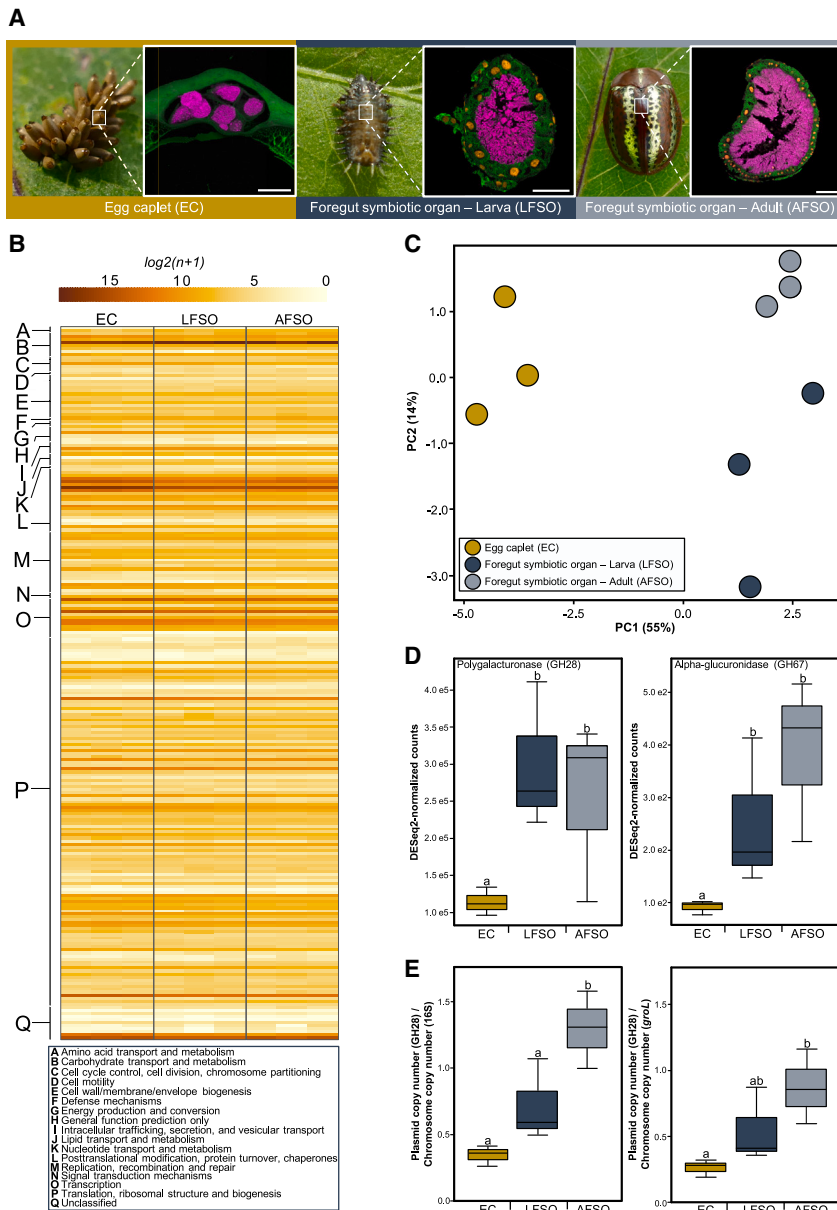 A
Egg caplet (EC)
Foregut symbiotic organ – Larva (LFSO)
Foregut symbiotic organ – Adult (AFSO)
B
log2(n+1)
15 10 5 0
EC LFSO AFSO
A
B
C
D
E
F
G
H
I
J
K
L
M
N
O
P
Q
A Amino acid transport and metabolism
B Carbohydrate transport and metabolism
C Cell cycle control, cell division, chromosome partitioning
D Cell motility
E Cell wall/membrane/envelope biogenesis
F Defense mechanisms
G Energy production and conversion
H General function prediction only
I Intracellular trafficking, secretion, and vesicular transport
J Lipid transport and metabolism
K Nucleotide transport and metabolism
L Posttranslational modification, protein turnover, chaperones
M Replication, recombination and repair
N Signal transduction mechanisms
O Transcription
P Translation, ribosomal structure and biogenesis
Q Unclassified
C
PC2 (14%)
1.0
0.0
-1.0
-2.0
-3.0
Egg caplet (EC)
Foregut symbiotic organ – Larva (LFSO)
Foregut symbiotic organ – Adult (AFSO)
-5.0 -2.5 0.0 2.5
PC1 (55%)
D
Polygalacturonase (GH28)
DESeq2-normalized counts
4.0 e5
3.5 e5
3.0 e5
2.5 e5
1.5 e5
1.0 e5
a b b
EC LFSO AFSO
Alpha-glucuronidase (GH67)
DESeq2-normalized counts
5.0 e2
4.0 e2
3.0 e2
2.0 e2
1.0 e2
a b b
EC LFSO AFSO
E
Plasmid copy number (GH28) /
Chromosome copy number (16S)
1.5
1.0
0.5
0.0
a a b
EC LFSO AFSO
Plasmid copy number (GH28) /
Chromosome copy number (groL)
1.5
1.0
0.5
0.0
a ab b
EC LFSO AFSO